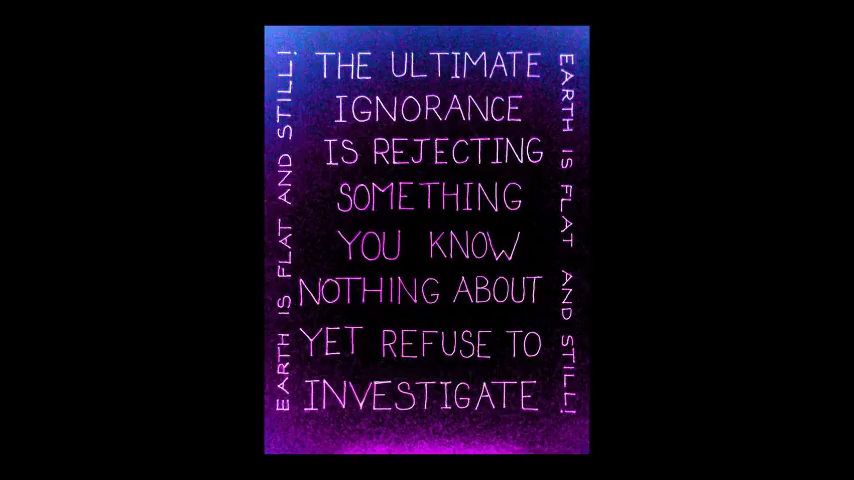 EARTH IS FLAT AND STILL!
THE ULTIMATE
IGNORANCE
IS REJECTING
SOMETHING
YOU KNOW
NOTHING ABOUT
YET REFUSE TO
INVESTIGATE
EARTH IS FLAT AND STILL!